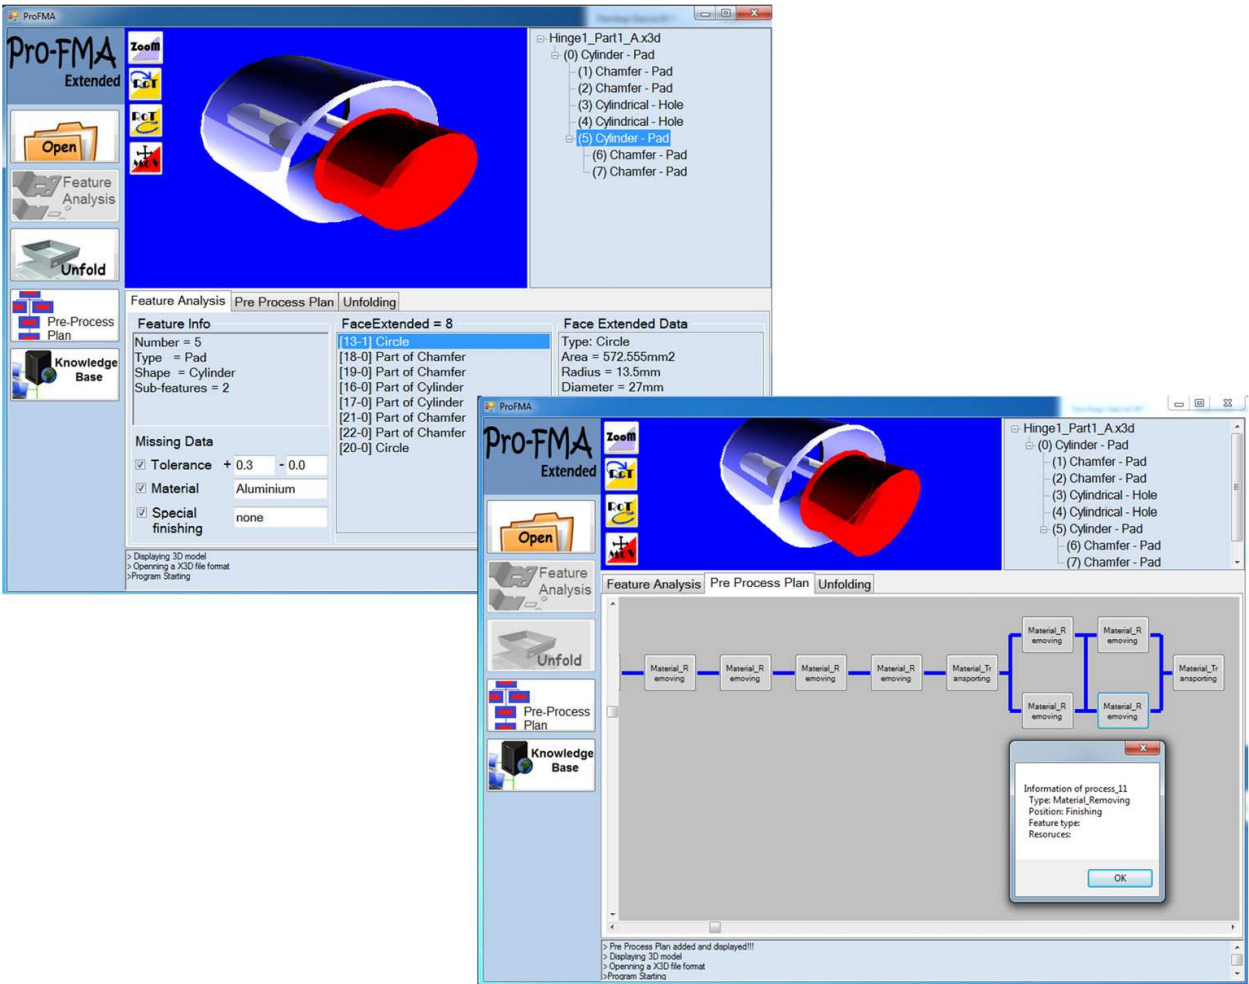 ProFMA
Pro-FMA
Extended
Open
Feature
Analysis
Unfold
Pre-Process
Plan
Knowledge
Base
Zoom
RoT
RoT
Mov
Hinge1_Part1_A.x3d
(0) Cylinder - Pad
(1) Chamfer - Pad
(2) Chamfer - Pad
(3) Cylindrical - Hole
(4) Cylindrical - Hole
(5) Cylinder - Pad
(6) Chamfer - Pad
(7) Chamfer - Pad
Feature Analysis Pre Process Plan Unfolding
Feature Info
Number = 5
Type = Pad
Shape = Cylinder
Sub-features = 2
Missing Data
Tolerance + 0.3 - 0.0
Material Aluminium
Special
finishing none
FaceExtended = 8
[13-1] Circle
[18-0] Part of Chamfer
[19-0] Part of Chamfer
[16-0] Part of Cylinder
[17-0] Part of Cylinder
[21-0] Part of Chamfer
[22-0] Part of Chamfer
[20-0] Circle
Face Extended Data
Type: Circle
Area = 572.555mm2
Radius = 13.5mm
Diameter = 27mm
> Displaying 3D model
> Openning a X3D file format
>Program Starting
ProFMA
Pro-FMA
Extended
Open
Feature
Analysis
Unfold
Pre-Process
Plan
Knowledge
Base
Zoom
RoT
RoT
Mov
Hinge1_Part1_A.x3d
(0) Cylinder - Pad
(1) Chamfer - Pad
(2) Chamfer - Pad
(3) Cylindrical - Hole
(4) Cylindrical - Hole
(5) Cylinder - Pad
(6) Chamfer - Pad
(7) Chamfer - Pad
Feature Analysis Pre Process Plan Unfolding
Material_R
emoving
Material_R
emoving
Material_R
emoving
Material_R
emoving
Material_Tr
ansporting
Material_R
emoving
Material_R
emoving
Material_R
emoving
Material_R
emoving
Material_Tr
ansporting
Information of process_11
Type: Material_Removing
Position: Finishing
Feature type:
Resoruces:
OK
> Pre Process Plan added and displayed!!!
> Displaying 3D model
> Openning a X3D file format
>Program Starting